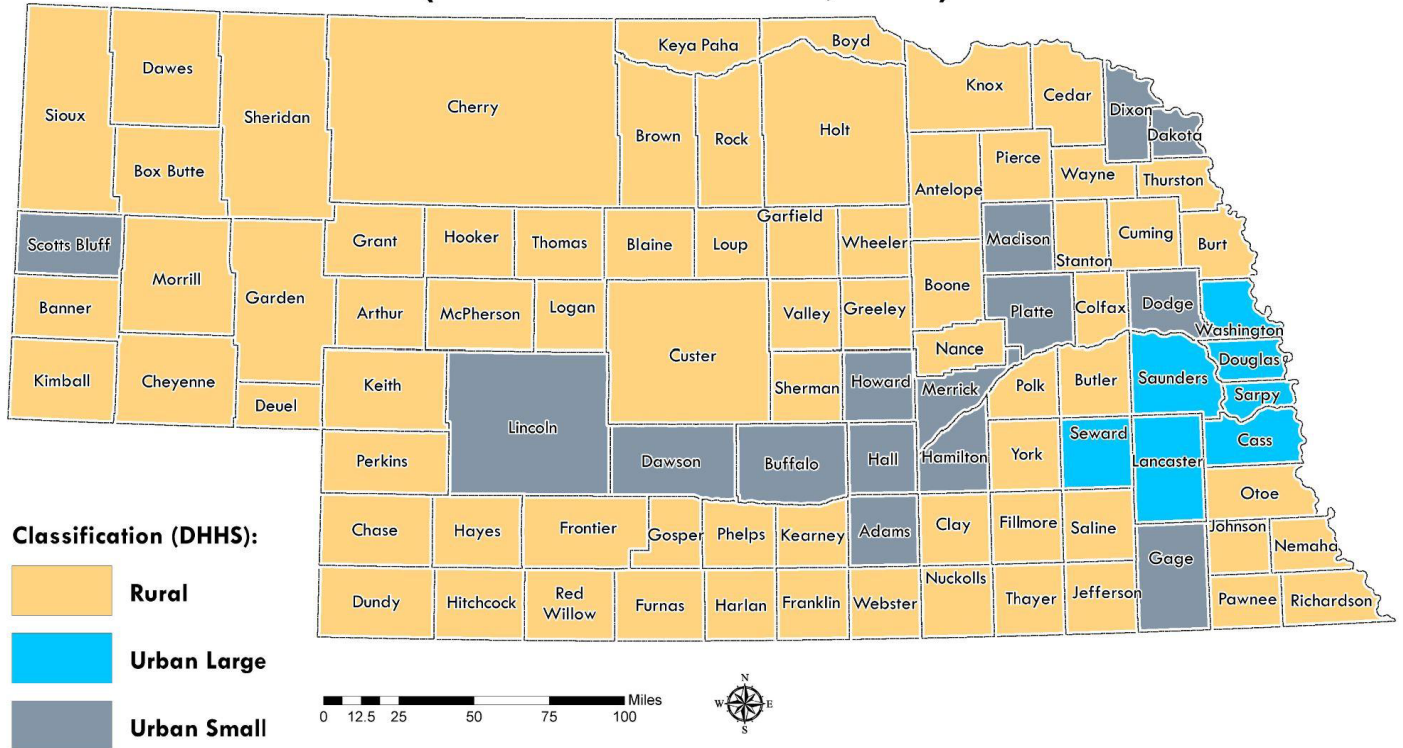 Keya Paha
Boyd
Dawes
Knox
Cedar
Sioux
Sheridan
Cherry
Dixon
Brown
Rock
Holt
Dakota
Box Butte
Pierce
Wayne
Thurston
Antelope
Garfield
Scotts Bluff
Grant
Hooker
Thomas
Blaine
Loup
Wheeler
Madison
Stanton
Cuming
Burt
Morrill
Garden
Boone
Banner
Arthur
McPherson
Logan
Valley
Greeley
Platte
Colfax
Dodge
Washington
Nance
Custer
Douglas
Kimball
Cheyenne
Keith
Sherman
Howard
Merrick
Polk
Butler
Saunders
Sarpy
Deuel
Lincoln
Seward
Cass
Perkins
Dawson
Buffalo
Hall
Hamilton
York
Lancaster
Otoe
Chase
Hayes
Frontier
Gosper
Phelps
Kearney
Adams
Clay
Fillmore
Saline
Johnson
Nemaha
Gage
Dundy
Hitchcock
Red
Willow
Furnas
Harlan
Franklin
Webster
Nuckolls
Thayer
Jefferson
Pawnee
Richardson
Classification (DHHS):
Rural
Urban Large
Urban Small
Miles
0 12.5 25 50 75 100
N
W E
S